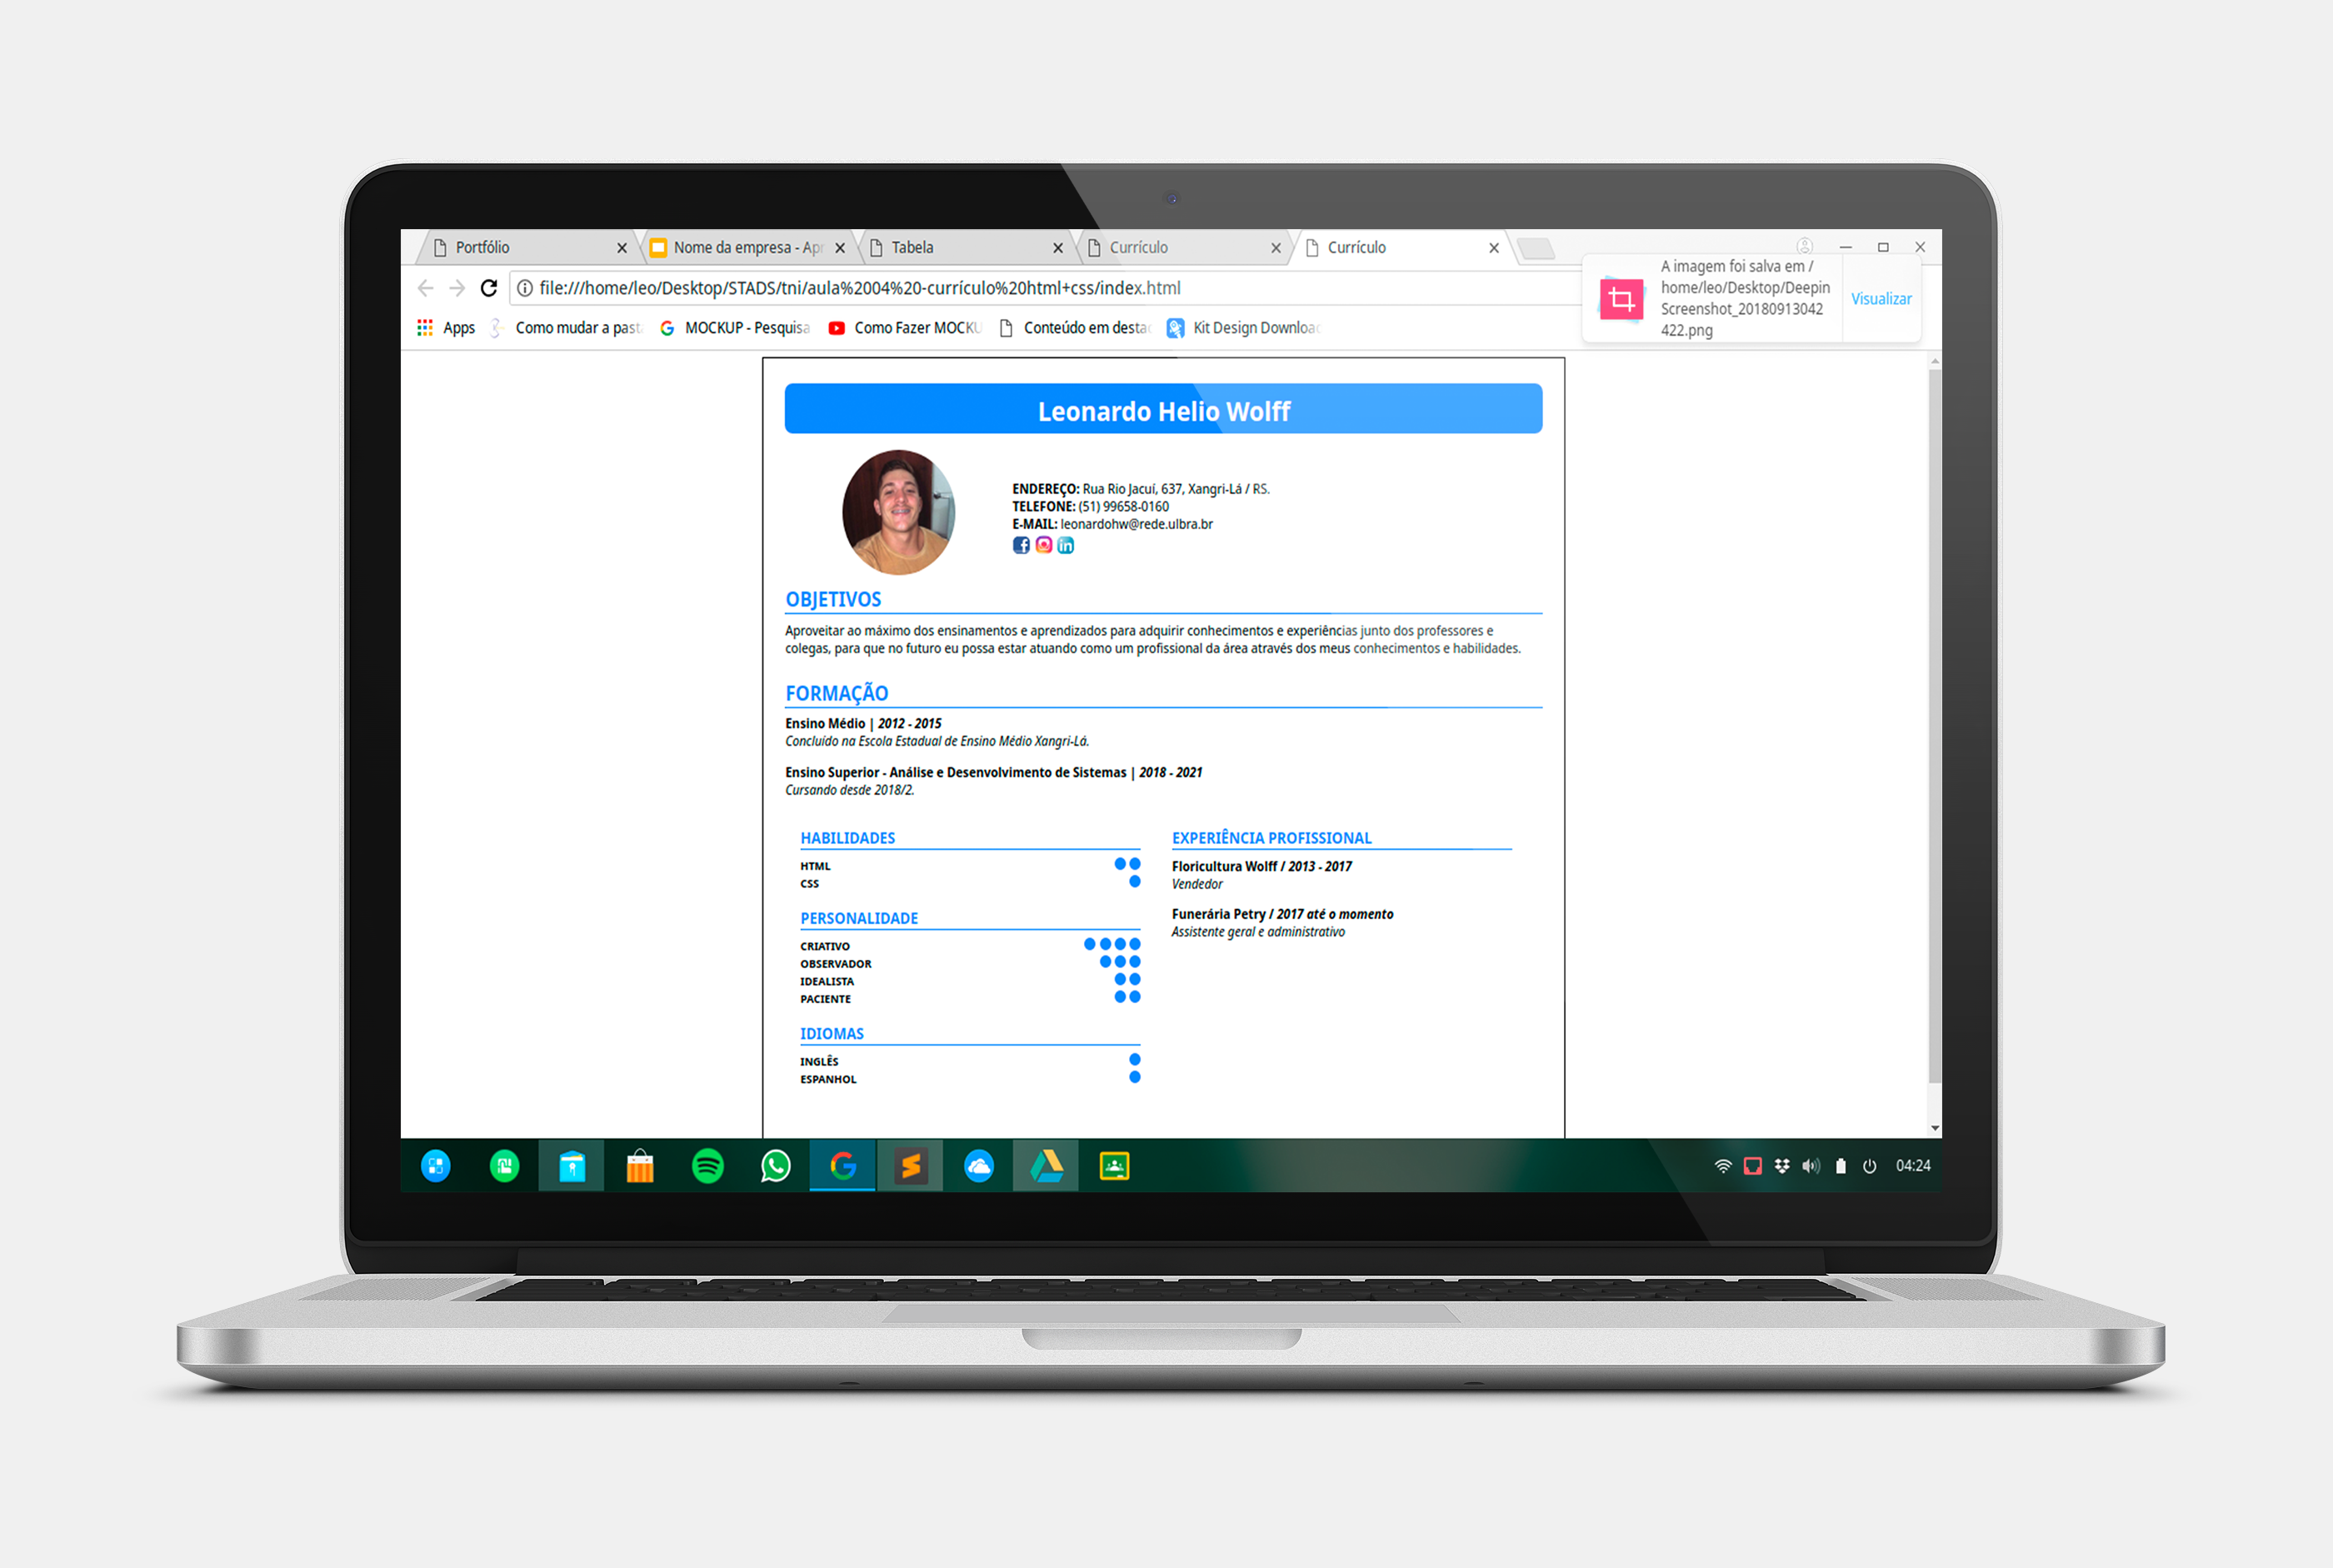 Portfólio
Nome da empresa - Apr
Tabela
Currículo
Currículo
file:///home/leo/Desktop/STADS/tni/aula%2004%20-currículo%20html+css/index.html
A imagem foi salva em /
home/leo/Desktop/Deepin
Screenshot_20180913042
422.png
Visualizar
Apps
Como mudar a past
MOCKUP - Pesquisa
Como Fazer MOCKU
Conteúdo em desta
Kit Design Downloa
Leonardo Helio Wolff
ENDEREÇO: Rua Rio Jacuí, 637, Xangri-Lá / RS.
TELEFONE: (51) 99658-0160
E-MAIL: leonardohw@rede.ulbra.br
OBJETIVOS
Aproveitar ao máximo dos ensinamentos e aprendizados para adquirir conhecimentos e experiências junto dos professores e
colegas, para que no futuro eu possa estar atuando como um profissional da área através dos meus conhecimentos e habilidades.
FORMAÇÃO
Ensino Médio | 2012 - 2015
Concluído na Escola Estadual de Ensino Médio Xangri-Lá.
Ensino Superior - Análise e Desenvolvimento de Sistemas | 2018 - 2021
Cursando desde 2018/2.
HABILIDADES
HTML
CSS
PERSONALIDADE
CRIATIVO
OBSERVADOR
IDEALISTA
PACIENTE
IDIOMAS
INGLÊS
ESPANHOL
EXPERIÊNCIA PROFISSIONAL
Floricultura Wolff / 2013 - 2017
Vendedor
Funerária Petry / 2017 até o momento
Assistente geral e administrativo
04:24